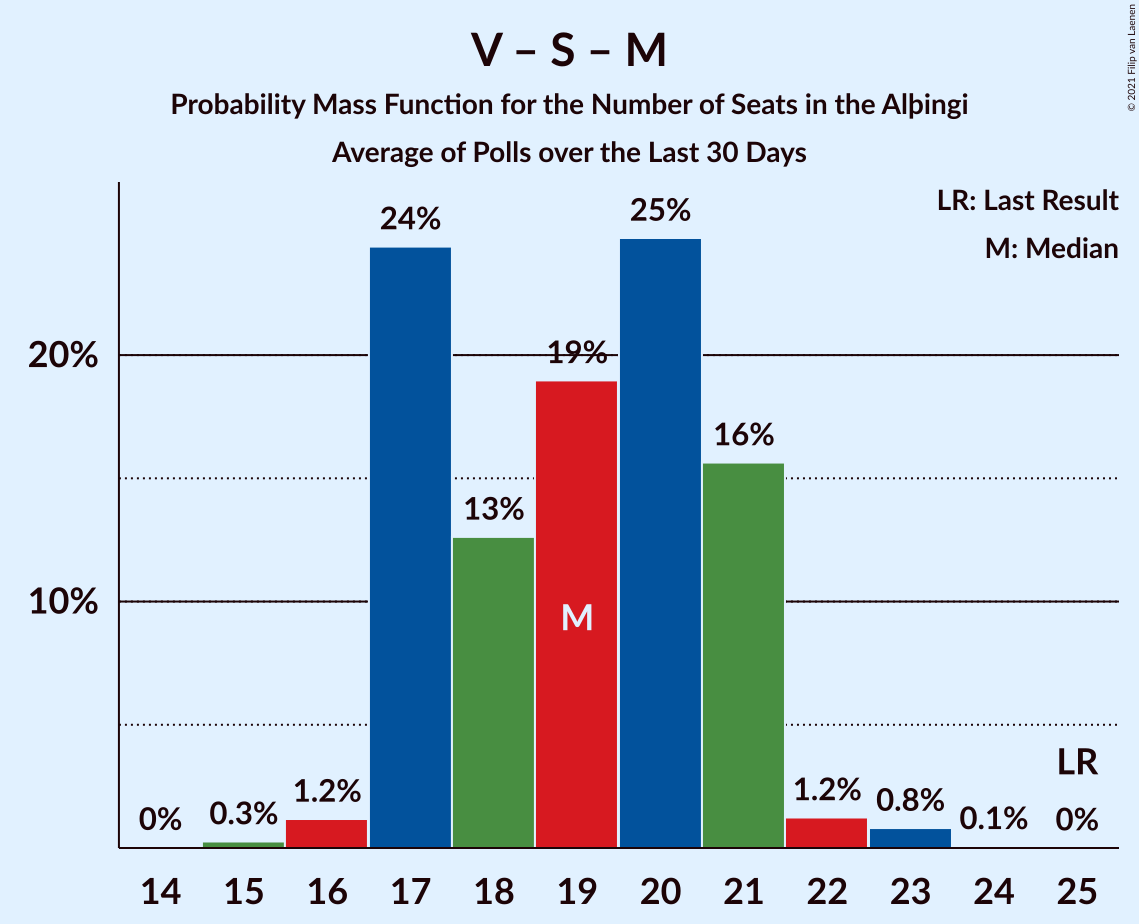 V – S – M
Probability Mass Function for the Number of Seats in the Alþingi
Average of Polls over the Last 30 Days
© 2021 Filip van Laenen
LR: Last Result
M: Median
24%
25%
20%
19%
16%
13%
10%
M
LR
0%
0.3%
1.2%
1.2%
0.8%
0.1%
0%
14 15 16 17 18 19 20 21 22 23 24 25